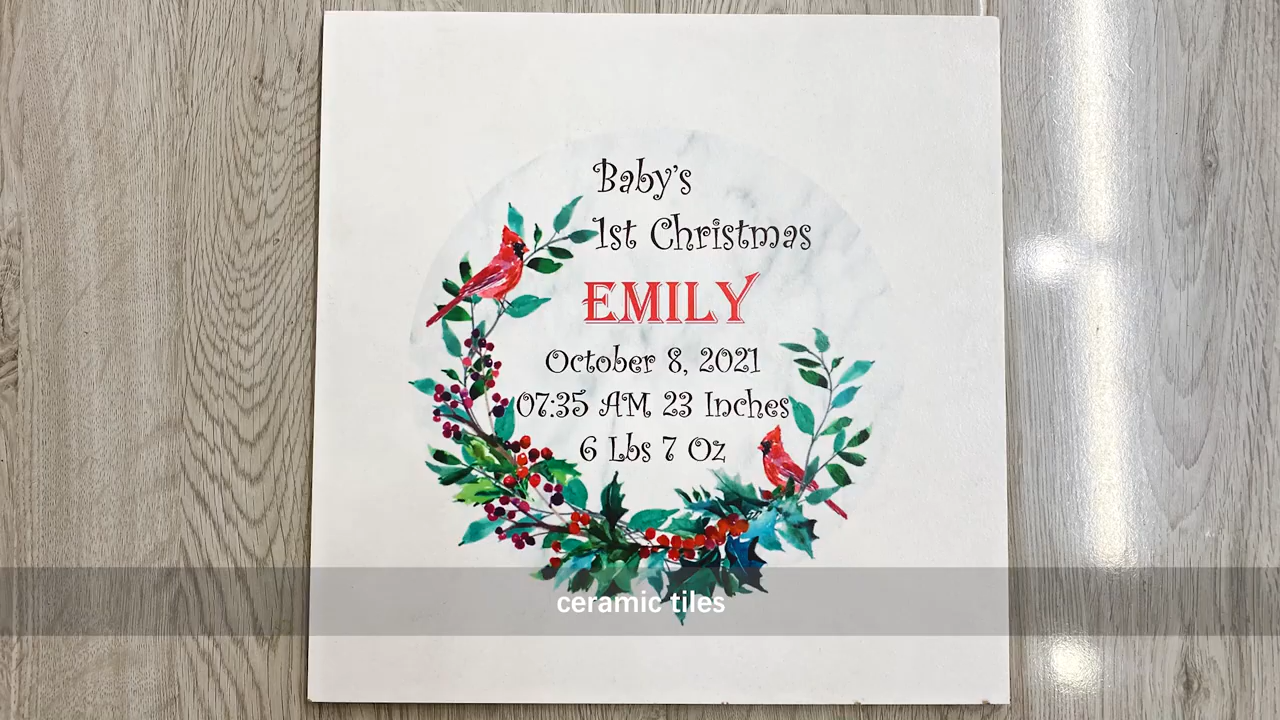 Baby's
1st Christmas
EMILY
October 8, 2021
07:35 AM 23 Inches
6 Lbs 7 Oz
ceramic tiles